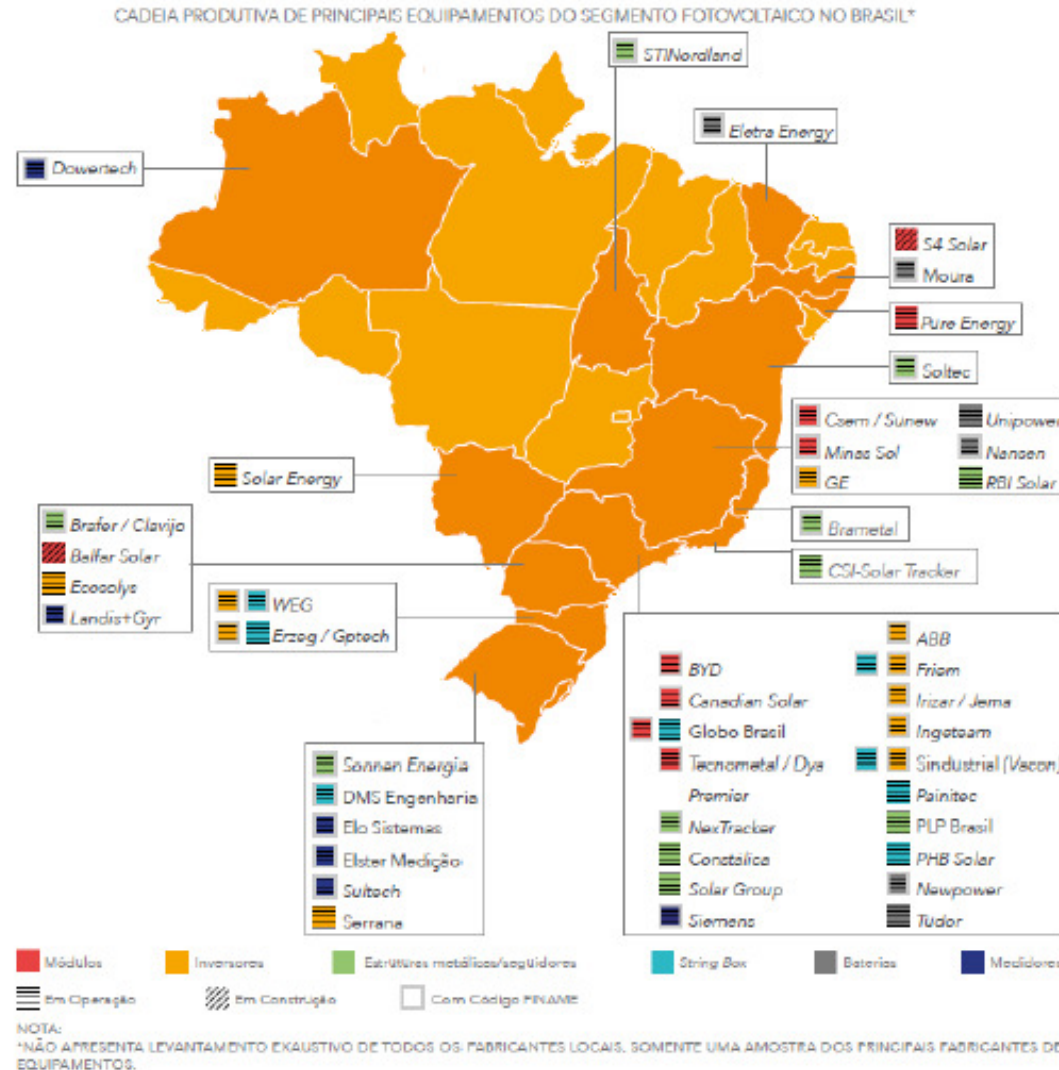 CADEIA PRODUTIVA DE PRINCIPAIS EQUIPAMENTOS DO SEGMENTO FOTOVOLTAICO NO BRASIL*
STINordland
Eletra Energy
Dowertech
S4 Solar
Moura
Pure Energy
Soltec
Csem / Sunew
Minas Sol
GE
Unipower
Nansen
RBI Solar
Solar Energy
Brametal
CSI-Solar Tracker
Brafer / Clavijo
Balfar Solar
Ecosolys
Landis+Gyr
WEG
Erzeg / Gptech
Sonnen Energia
DMS Engenharia
Elo Sistemas
Elster Medição
Sultech
Serrana
BYD
Canadian Solar
Globo Brasil
Tecnometal / Dya
Premier
NexTracker
Constálica
Solar Group
Siemens
ABB
Friem
Irizar / Jema
Ingeteam
Sindustrial (Vacon)
Painitec
PLP Brasil
PHB Solar
Newpower
Tudor
Módulos
Inversores
Estruturas metálicas/seguidores
String Box
Baterias
Medidores
Em Operação
Em Construção
Com Código FINAME
NOTA:
*NÃO APRESENTA LEVANTAMENTO EXAUSTIVO DE TODOS OS FABRICANTES LOCAIS. SOMENTE UMA AMOSTRA DOS PRINCIPAIS FABRICANTES DE
EQUIPAMENTOS.